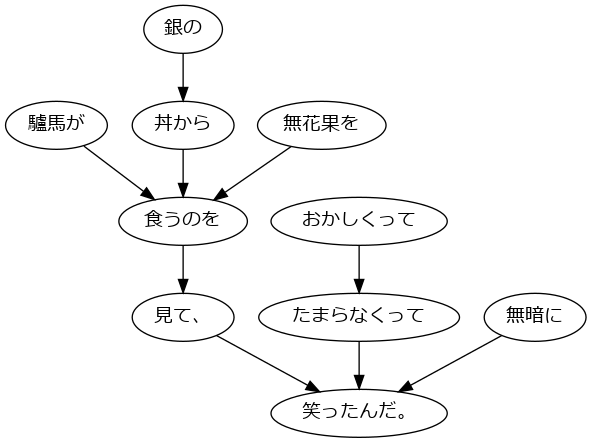 銀の
驢馬が
丼から
無花果を
食うのを
おかしくって
見て、
たまらなくって
無暗に
笑ったんだ。